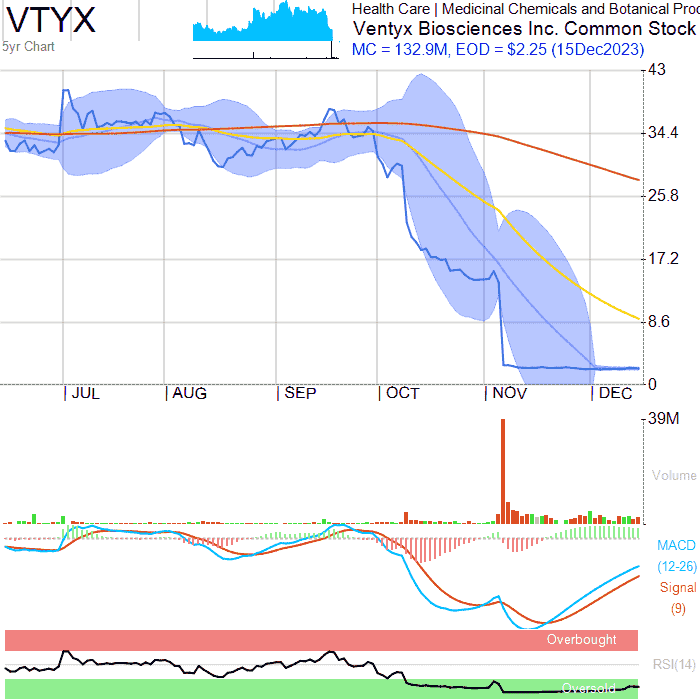 VTYX
5yr Chart
Health Care | Medicinal Chemicals and Botanical Proc
Ventyx Biosciences Inc. Common Stock
MC = 132.9M, EOD = $2.25 (15Dec2023)
43
34.4
25.8
17.2
8.6
0
JUL AUG SEP OCT NOV DEC
39M
Volume
MACD
(12-26)
Signal
(9)
Overbought
RSI(14)
Oversold